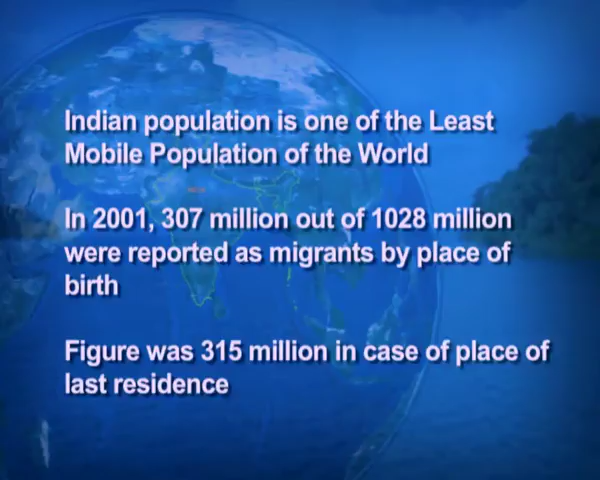 Indian population is one of the Least
Mobile Population of the World
In 2001, 307 million out of 1028 million
were reported as migrants by place of
birth
Figure was 315 million in case of place of
last residence